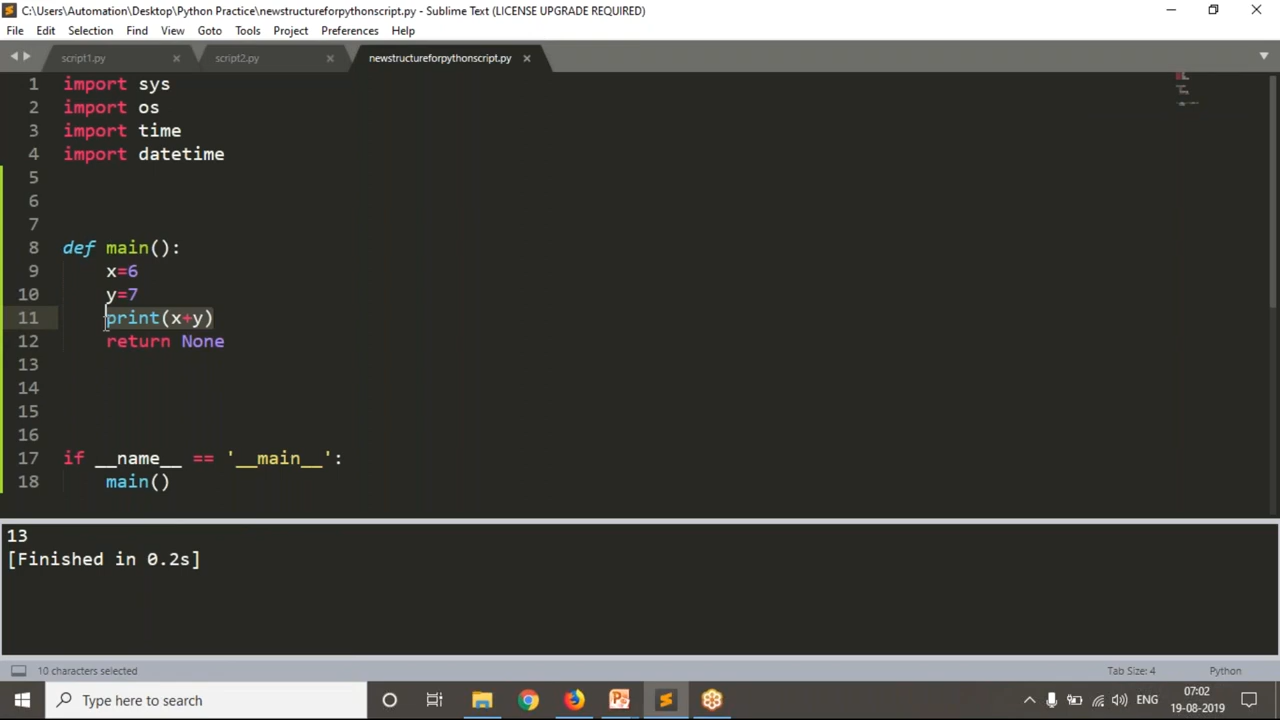 C:\Users\Automation\Desktop\Python Practice\newstructureforpythonscript.py - Sublime Text (LICENSE UPGRADE REQUIRED)
File Edit Selection Find View Goto Tools Project Preferences Help
script1.py script2.py newstructureforpythonscript.py
1 import sys
2 import os
3 import time
4 import datetime
5
6
7
8 def main():
9 x=6
10 y=7
11 print(x+y)
12 return None
13
14
15
16
17 if __name__ == '__main__':
18 main()
13
[Finished in 0.2s]
10 characters selected Tab Size: 4 Python
Type here to search ENG 07:02
19-08-2019